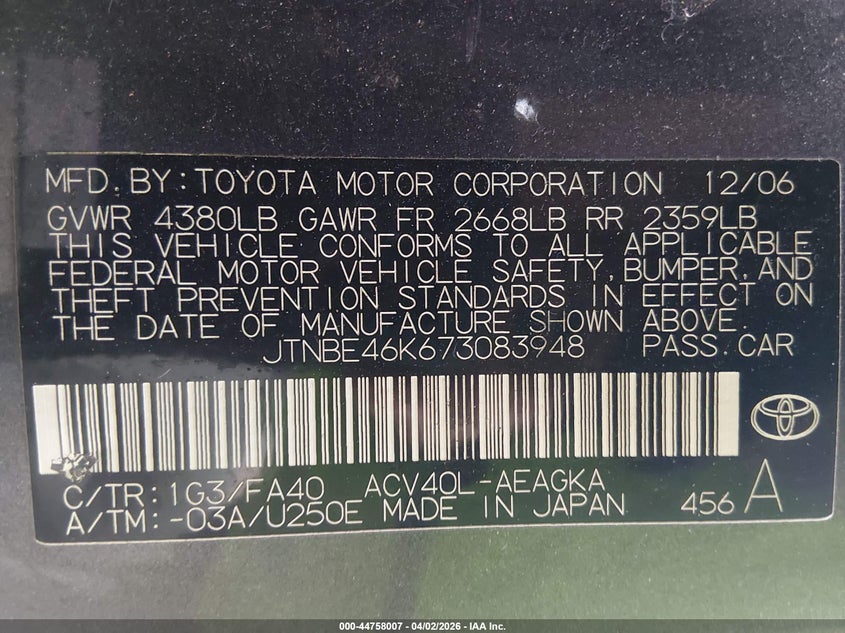 MFD. BY: TOYOTA MOTOR CORPORATION 12/06
GVWR 4380LB GAWR FR 2668LB RR 2359LB
THIS VEHICLE CONFORMS TO ALL APPLICABLE
FEDERAL MOTOR VEHICLE SAFETY, BUMPER, AND
THEFT PREVENTION STANDARDS IN EFFECT ON
THE DATE OF MANUFACTURE SHOWN ABOVE.
JTNBE46K673083948 PASS. CAR
C/TR: 1G3/FA40 ACV40L-AEAGKA
A/TM: -03A/U250E MADE IN JAPAN 456 A
000-44758007 | 04/02/2026 - IAA Inc.